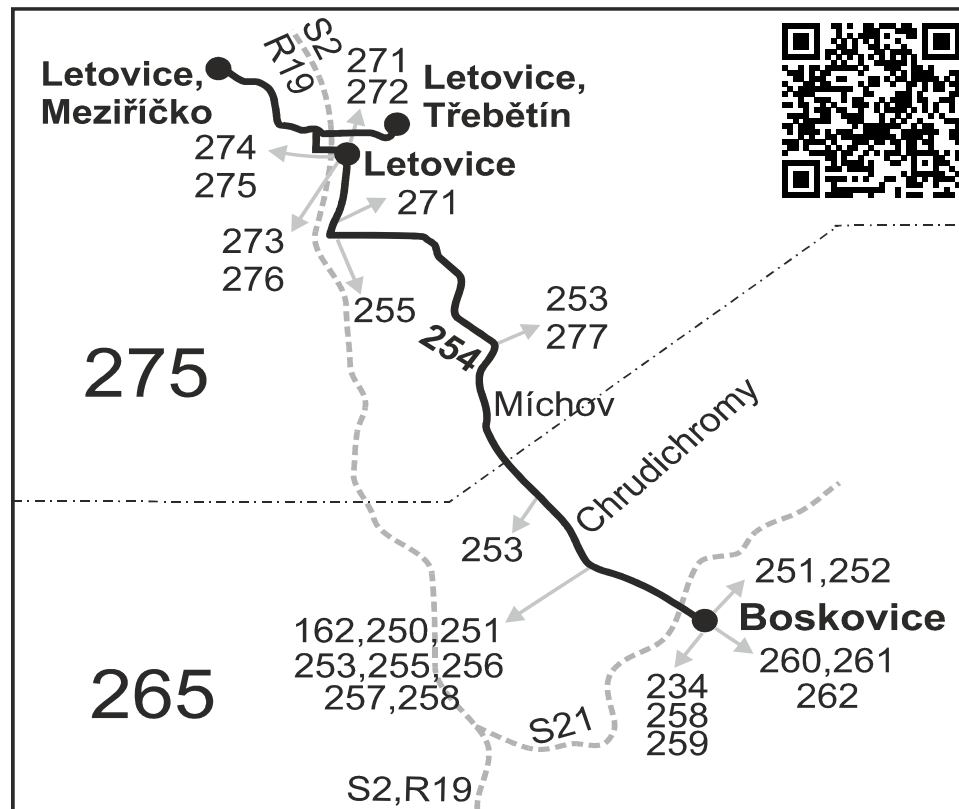 S2
R19
271
272
Letovice,
Meziříčko
Letovice,
Třebětín
274
275
Letovice
271
273
276
255
253
277
254
275
Míchov
Chrudichromy
253
251,252
Boskovice
162,250,251
253,255,256
257,258
260,261
262
265
234
258
259
S21
S2,R19